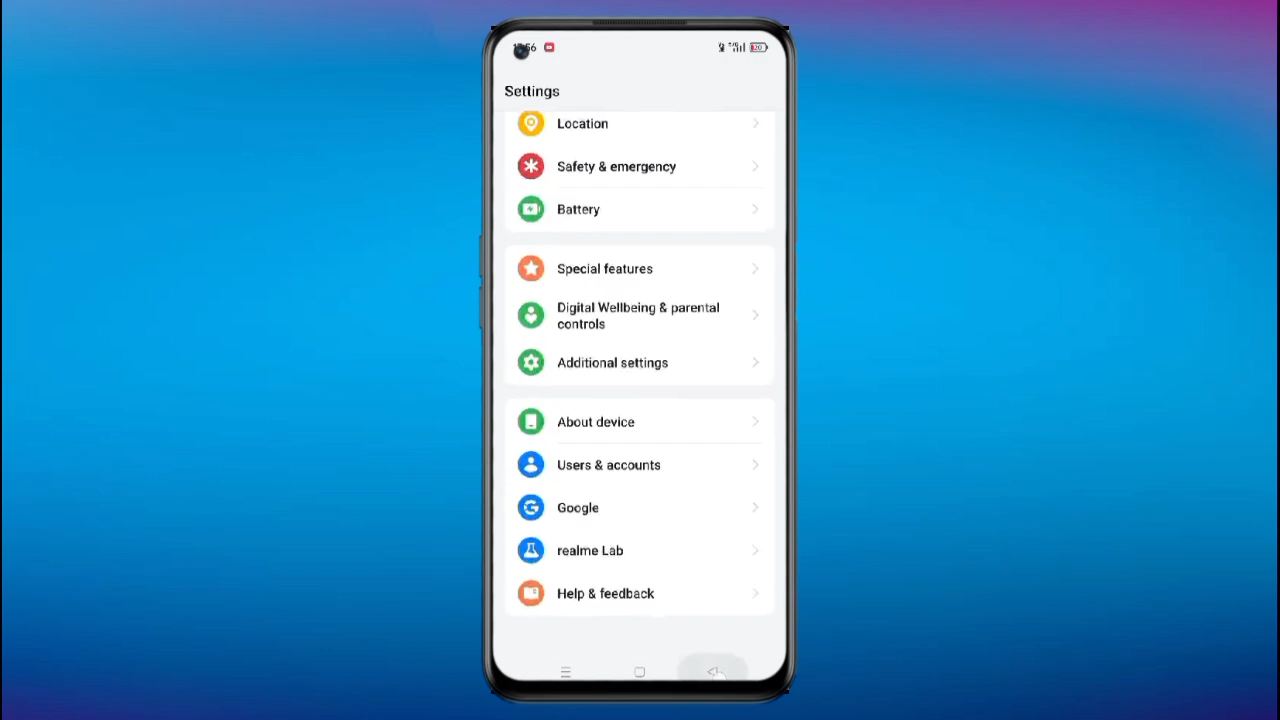 Settings
Location
Safety & emergency
Battery
Special features
Digital Wellbeing & parental
controls
Additional settings
About device
Users & accounts
Google
realme Lab
Help & feedback